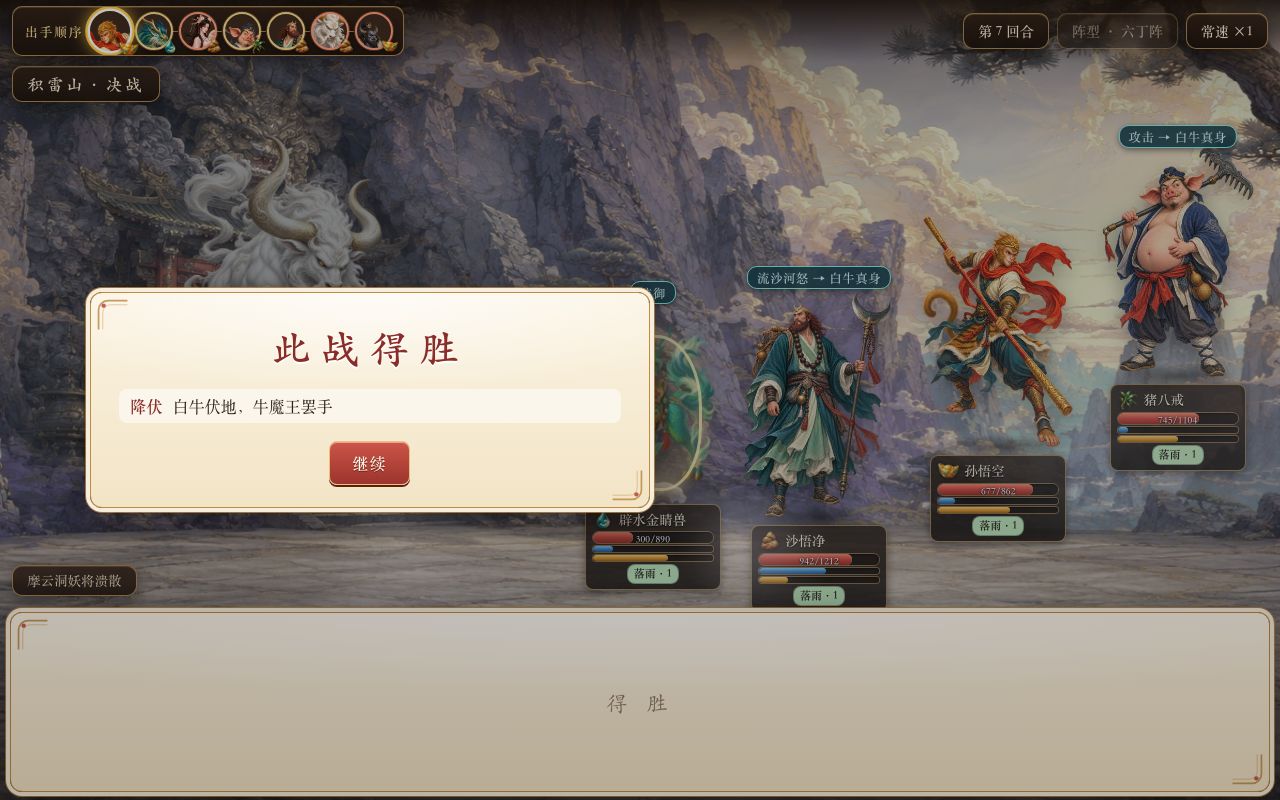 出手顺序
第 7 回合
阵型 · 六丁阵
常速 ×1
积雷山 · 决战
攻击 → 白牛真身
流沙河怒 → 白牛真身
御
此战得胜
降伏 白牛伏地，牛魔王罢手
继续
猪八戒
745/1104
落雨 · 1
孙悟空
677/862
落雨 · 1
辟水金睛兽
300/890
落雨 · 1
沙悟净
942/1212
落雨 · 1
摩云洞妖将溃散
得胜